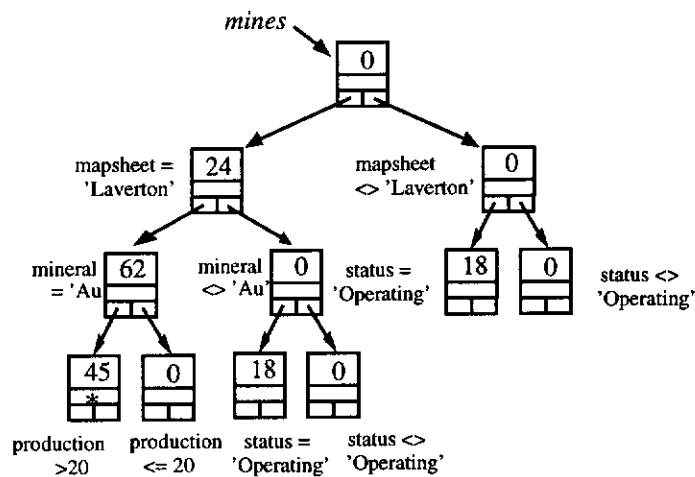 mines
0
mapsheet =
'Laverton'
24
mapsheet
<> 'Laverton'
0
mineral
= 'Au
62
mineral
<> 'Au'
0
status =
'Operating'
18
0
status <>
'Operating'
45
*
0
18
0
production
>20
production
<= 20
status =
'Operating'
status <>
'Operating'